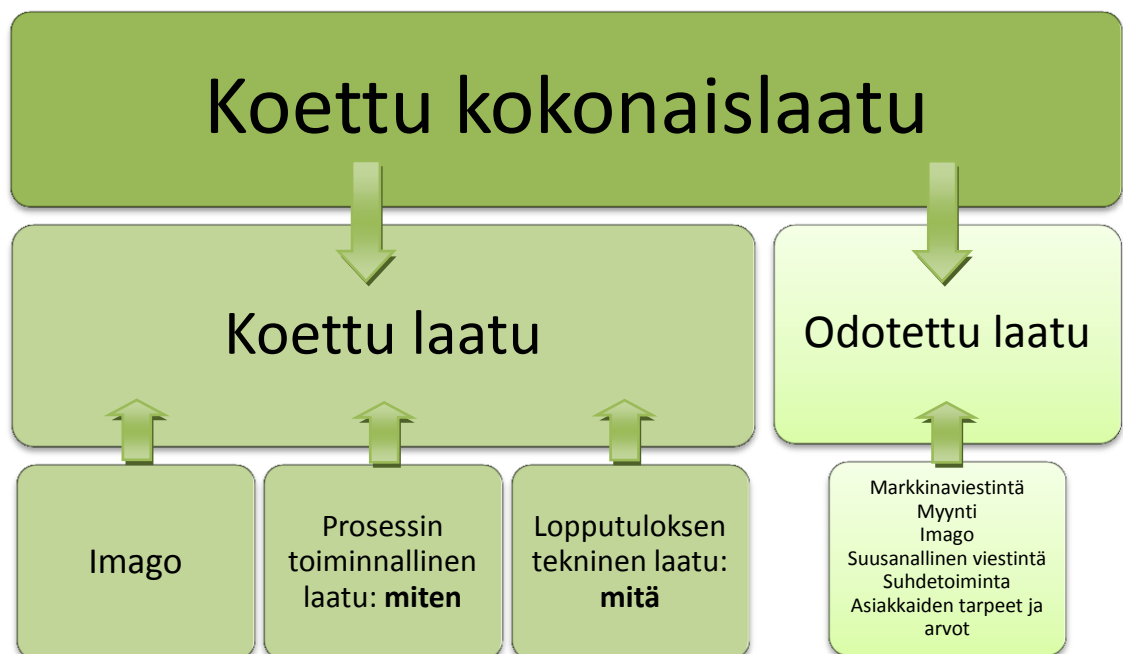 Koettu kokonaislaatu
Koettu laatu
Odotettu laatu
Imago
Prosessin
toiminnallinen
laatu: miten
Lopputuloksen
tekninen laatu:
mitä
Markkinaviestintä
Myynti
Imago
Suusanallinen viestintä
Suhdetoiminta
Asiakkaiden tarpeet ja
arvot